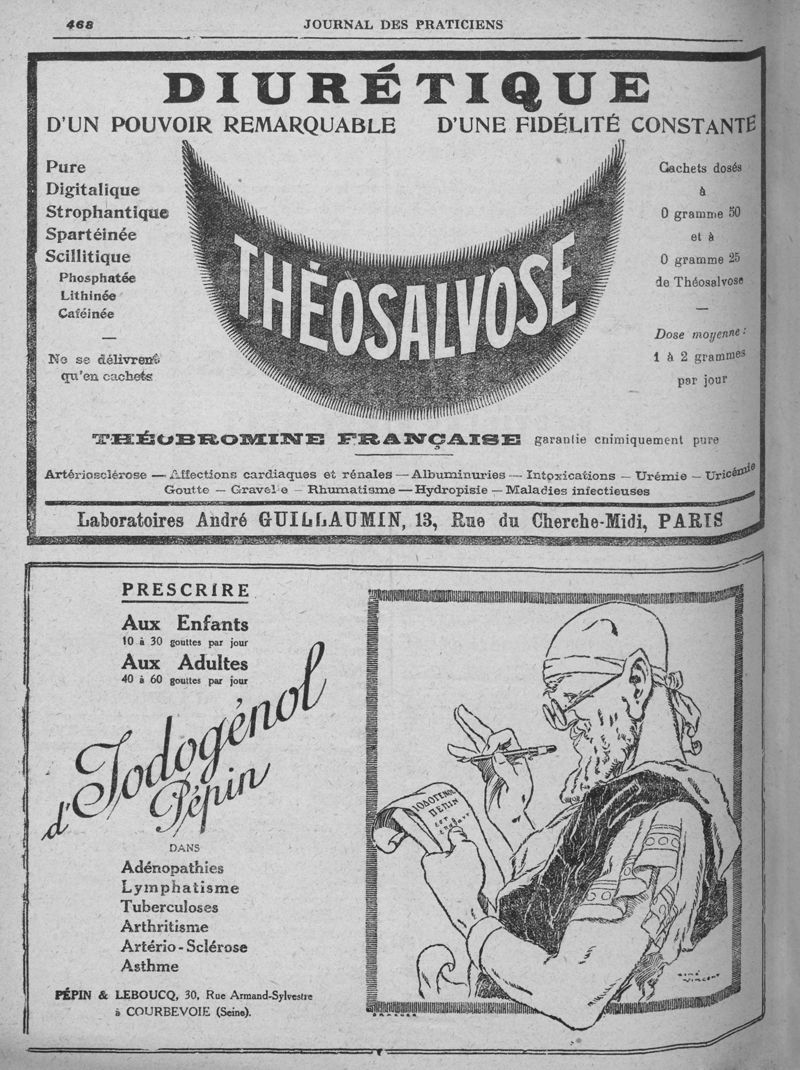 468
JOURNAL DES PRATICIENS
DIURÉTIQUE
D'UN POUVOIR REMARQUABLE D'UNE FIDÉLITÉ CONSTANTE
Pure
Digitalique
Strophantique
Spartéinée
Scillitique
Phosphatée
Lithinée
Caféinée
Ne se délivrent
qu'en cachets
THÉOSALVOSE
Cachets dosés
à
0 gramme 50
et à
0 gramme 25
de Théosalvose
Dose moyenne:
1 à 2 grammes
par jour
THÉOBROMINE FRANÇAISE garantie cnimiquement pure
Artériosclérose — Affections cardiaques et rénales — Albuminuries — Intoxications — Urémie — Uricémie
Goutte — Gravel e — Rhumatisme — Hydropisie — Maladies infectieuses
Laboratoires André GUILLAUMIN, 13, Rue du Cherche-Midi, PARIS
PRESCRIRE
Aux Enfants
10 à 30 gouttes par jour
Aux Adultes
40 à 60 gouttes par jour
d'Iodogénol
Pépin
DANS
Adénopathies
Lymphatisme
Tuberculoses
Arthritisme
Artério-Sclérose
Asthme
PÉPIN & LEBOUCQ, 30, Rue Armand-Sylvestre
à COURBEVOIE (Seine).
IODOGENOL
PEPIN
EST
VINCENT